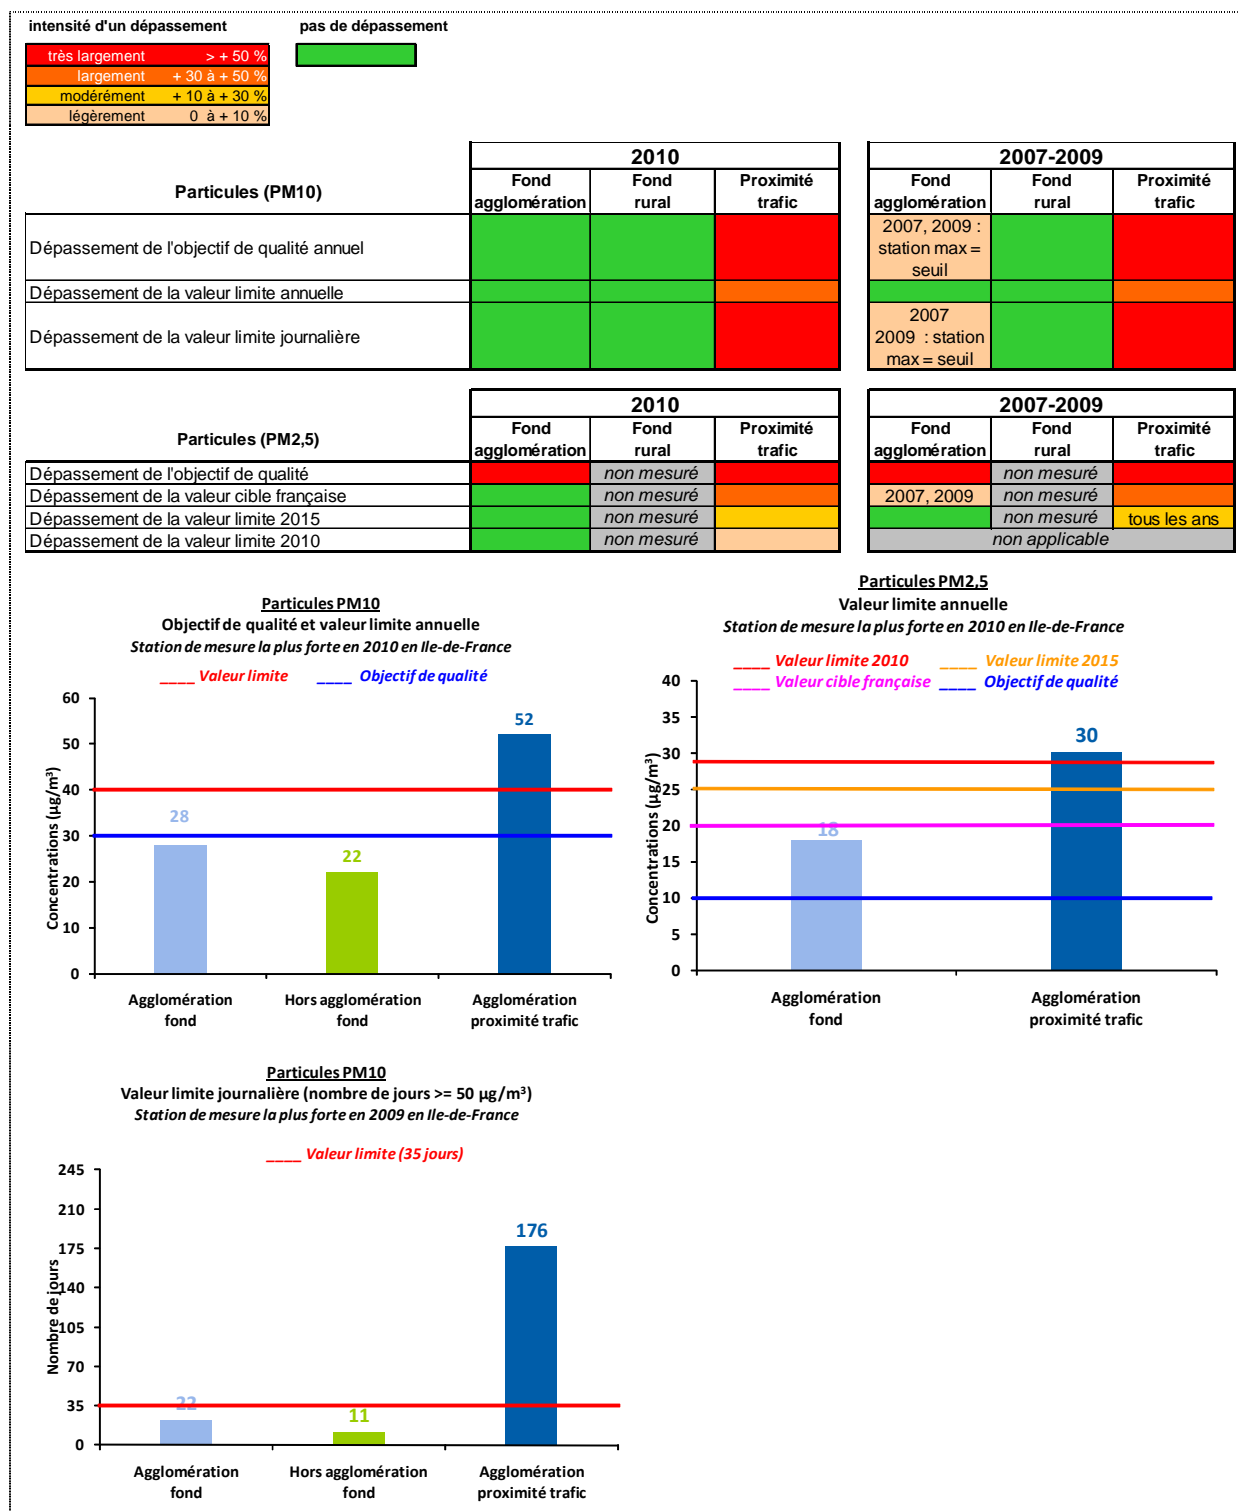 intensité d'un dépassement
pas de dépassement
très largement > + 50 %
largement + 30 à + 50 %
modérément + 10 à + 30 %
légèrement 0 à + 10 %
2010
2007-2009
Particules (PM10)
Fond agglomération
Fond rural
Proximité trafic
Fond agglomération
Fond rural
Proximité trafic
Dépassement de l'objectif de qualité annuel
2007, 2009 :
station max =
seuil
Dépassement de la valeur limite annuelle
Dépassement de la valeur limite journalière
2007
2009 : station
max = seuil
2010
2007-2009
Particules (PM2,5)
Fond agglomération
Fond rural
Proximité trafic
Fond agglomération
Fond rural
Proximité trafic
Dépassement de l'objectif de qualité
non mesuré
non mesuré
Dépassement de la valeur cible française
non mesuré
2007, 2009
non mesuré
Dépassement de la valeur limite 2015
non mesuré
non mesuré
tous les ans
Dépassement de la valeur limite 2010
non mesuré
non applicable
Particules PM10
Objectif de qualité et valeur limite annuelle
Station de mesure la plus forte en 2010 en Ile-de-France
____ Valeur limite
____ Objectif de qualité
Concentrations (µg/m³)
60
50
40
30
20
10
0
28
22
52
Agglomération
fond
Hors agglomération
fond
Agglomération
proximité trafic
Particules PM2,5
Valeur limite annuelle
Station de mesure la plus forte en 2010 en Ile-de-France
____ Valeur limite 2010
____ Valeur limite 2015
____ Valeur cible française
____ Objectif de qualité
Concentrations (µg/m³)
40
35
30
25
20
15
10
5
0
18
30
Agglomération
fond
Agglomération
proximité trafic
Particules PM10
Valeur limite journalière (nombre de jours >= 50 µg/m³)
Station de mesure la plus forte en 2009 en Ile-de-France
____ Valeur limite (35 jours)
Nombre de jours
245
210
175
140
105
70
35
0
22
11
176
Agglomération
fond
Hors agglomération
fond
Agglomération
proximité trafic